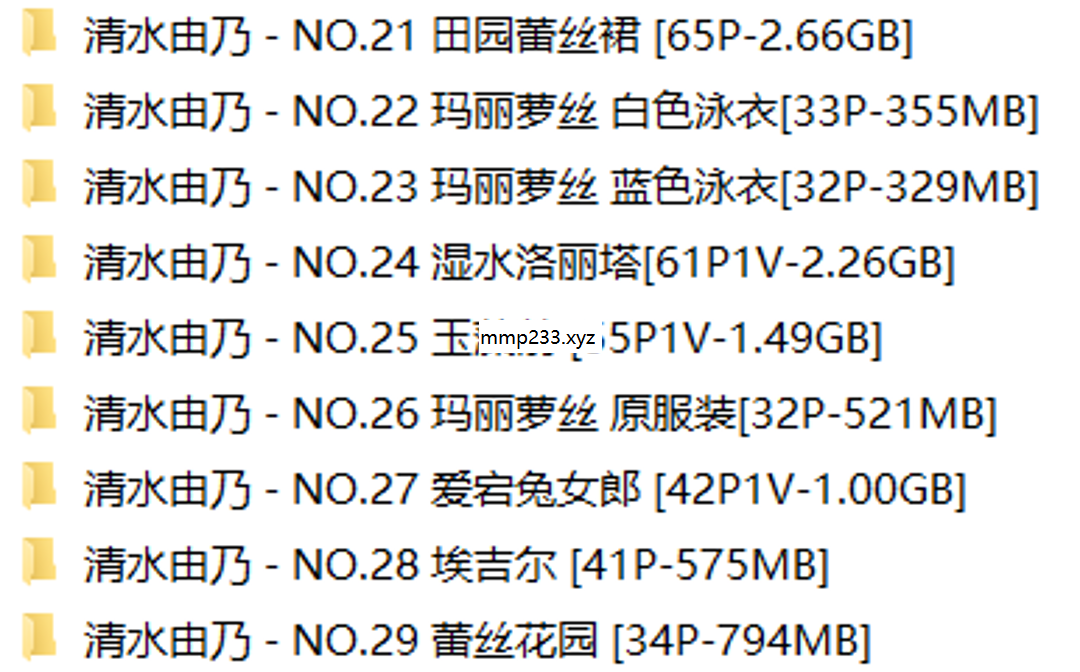 清水由乃 - NO.21 田园蕾丝裙 [65P-2.66GB]
清水由乃 - NO.22 玛丽萝丝 白色泳衣[33P-355MB]
清水由乃 - NO.23 玛丽萝丝 蓝色泳衣[32P-329MB]
清水由乃 - NO.24 湿水洛丽塔[61P1V-2.26GB]
清水由乃 - NO.25 玉 mmp233.xyz 5P1V-1.49GB]
清水由乃 - NO.26 玛丽萝丝 原服装[32P-521MB]
清水由乃 - NO.27 爱宕兔女郎 [42P1V-1.00GB]
清水由乃 - NO.28 埃吉尔 [41P-575MB]
清水由乃 - NO.29 蕾丝花园 [34P-794MB]